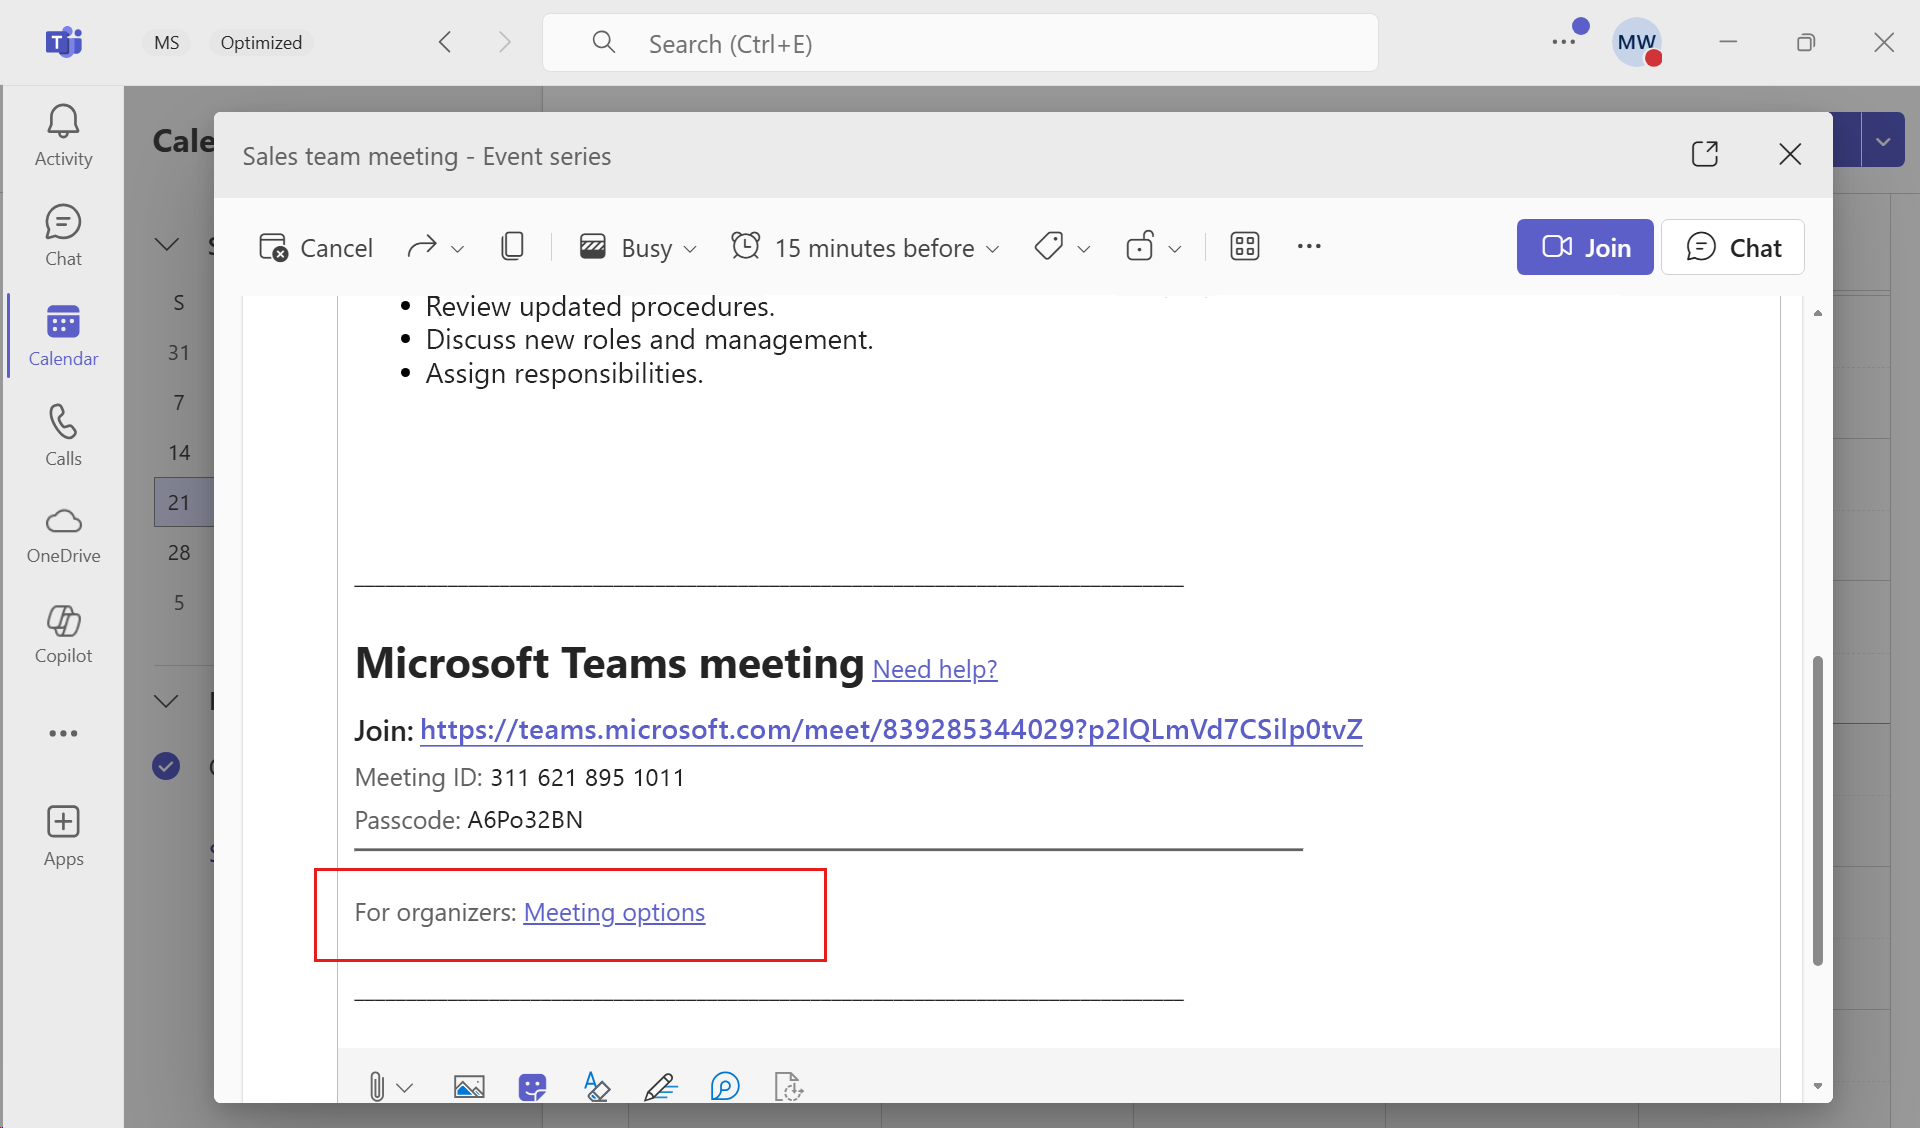 MS
Optimized
Search (Ctrl+E)
MW
Activity
Chat
Calendar
Calls
OneDrive
Copilot
Apps
Cale
S
31
7
14
21
28
5
Sales team meeting - Event series
Cancel
Busy
15 minutes before
Join
Chat
• Review updated procedures.
• Discuss new roles and management.
• Assign responsibilities.
Microsoft Teams meeting Need help?
Join: https://teams.microsoft.com/meet/839285344029?p2lQLmVd7CSilp0tvZ
Meeting ID: 311 621 895 1011
Passcode: A6Po32BN
For organizers: Meeting options